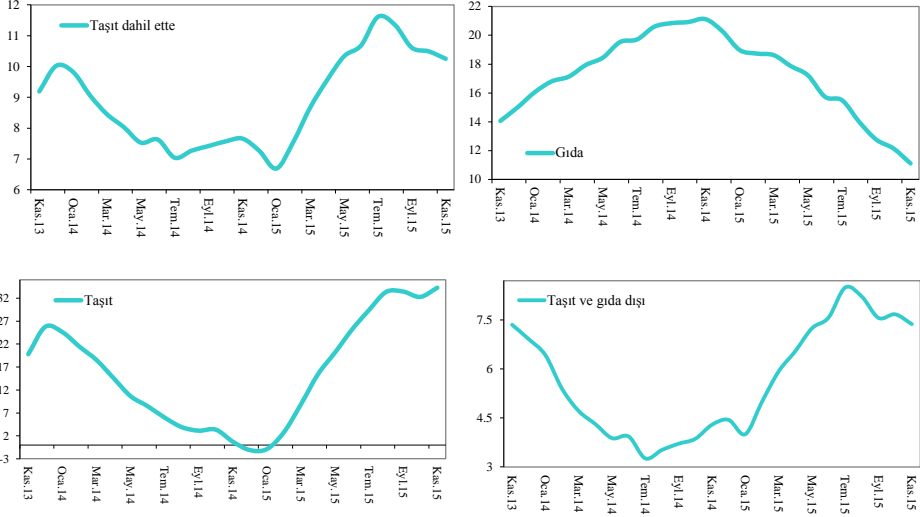 12
11
10
9
8
7
6
Taşıt dahil ette
Kas.13
Oca.14
Mar.14
May.14
Tem.14
Eyl.14
Kas.14
Oca.15
Mar.15
May.15
Tem.15
Eyl.15
Kas.15
22
20
18
16
14
12
10
Gıda
Kas.13
Oca.14
Mar.14
May.14
Tem.14
Eyl.14
Kas.14
Oca.15
Mar.15
May.15
Tem.15
Eyl.15
Kas.15
32
27
22
17
12
7
2
-3
Taşıt
Kas.13
Oca.14
Mar.14
May.14
Tem.14
Eyl.14
Kas.14
Oca.15
Mar.15
May.15
Tem.15
Eyl.15
Kas.15
7.5
6
4.5
3
Taşıt ve gıda dışı
Kas.13
Oca.14
Mar.14
May.14
Tem.14
Eyl.14
Kas.14
Oca.15
Mar.15
May.15
Tem.15
Eyl.15
Kas.15